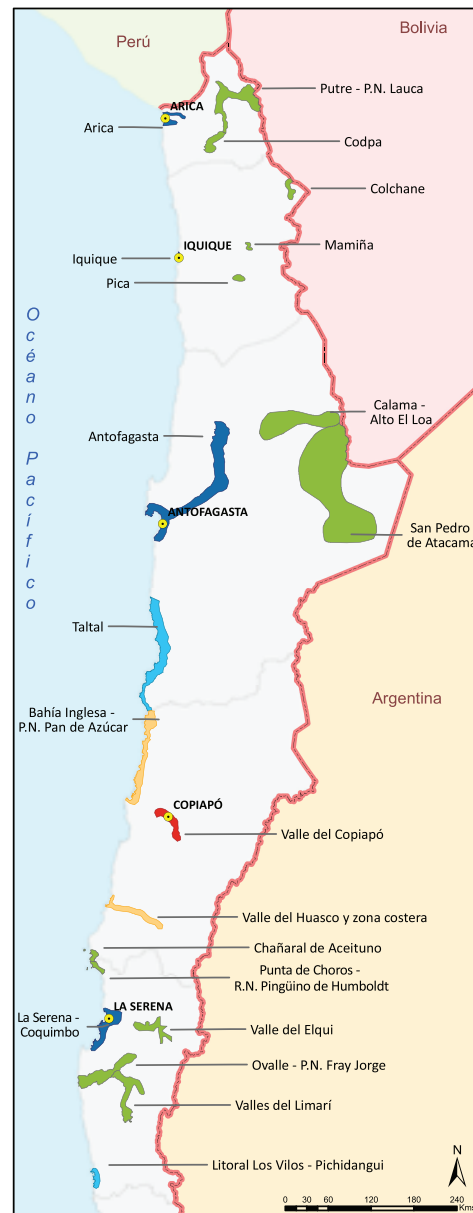 Perú
Bolivia
Putre - P.N. Lauca
ARICA
Arica
Codpa
Colchane
IQUIQUE
Mamiña
Iquique
Pica
Océano Pacífico
Calama -
Alto El Loa
Antofagasta
ANTOFAGASTA
San Pedro
de Atacama
Taltal
Argentina
Bahía Inglesa -
P.N. Pan de Azúcar
COPIAPÓ
Valle del Copiapó
Valle del Huasco y zona costera
Chañaral de Aceituno
Punta de Choros -
R.N. Pingüino de Humboldt
LA SERENA
La Serena -
Coquimbo
Valle del Elqui
Ovalle - P.N. Fray Jorge
Valles del Limarí
Litoral Los Vilos - Pichidangui
N
0 30 60 120 180 240
Kms